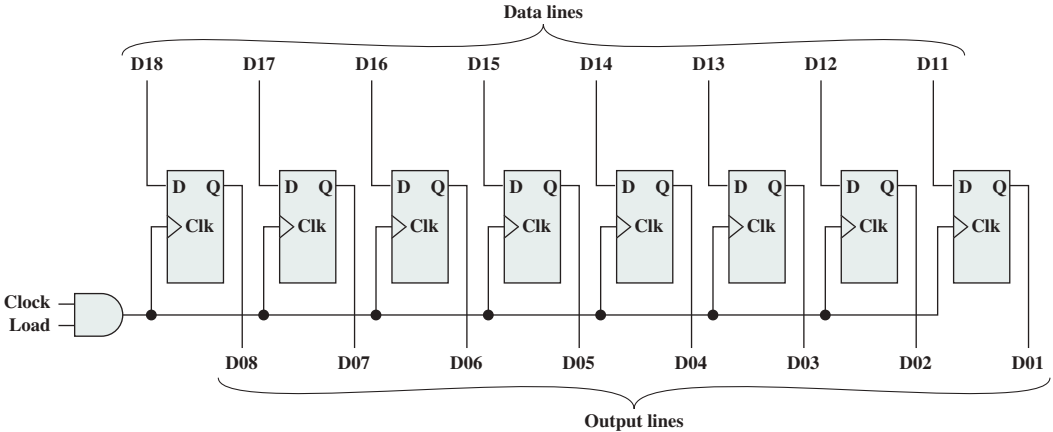 Data lines
D18 D17 D16 D15 D14 D13 D12 D11
D Q D Q D Q D Q D Q D Q D Q D Q
Clk Clk Clk Clk Clk Clk Clk Clk
Clock
Load
D08 D07 D06 D05 D04 D03 D02 D01
Output lines